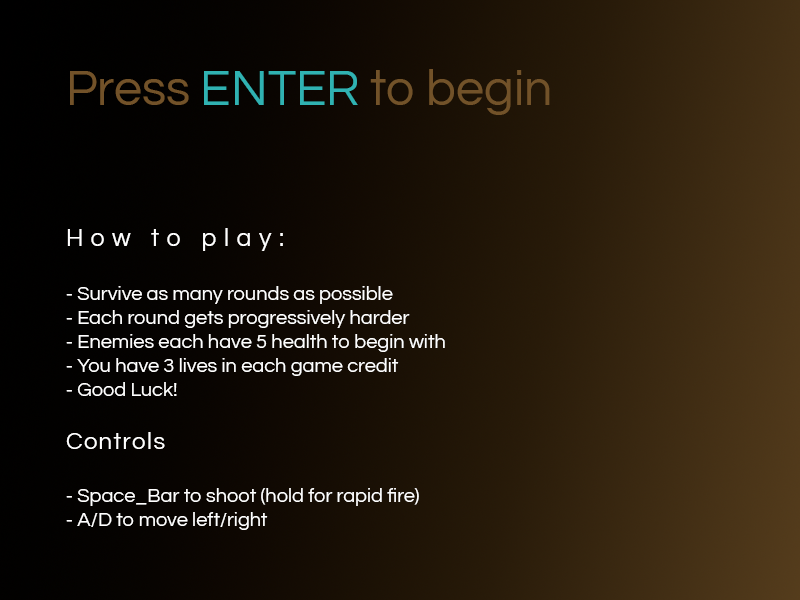 Press ENTER to begin
How to play:
- Survive as many rounds as possible
- Each round gets progressively harder
- Enemies each have 5 health to begin with
- You have 3 lives in each game credit
- Good Luck!
Controls
- Space_Bar to shoot (hold for rapid fire)
- A/D to move left/right